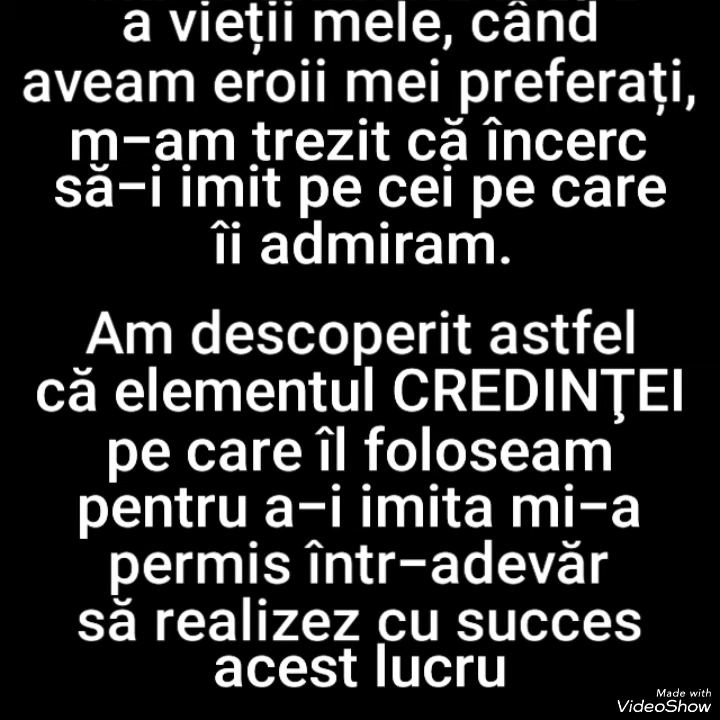 a vieții mele, când
aveam eroii mei preferați,
m-am trezit că încerc
să-i imit pe cei pe care
îi admiram.
Am descoperit astfel
că elementul CREDINŢEI
pe care îl foloseam
pentru a-i imita mi-a
permis într-adevăr
să realizez cu succes
acest lucru
Made with
VideoShow